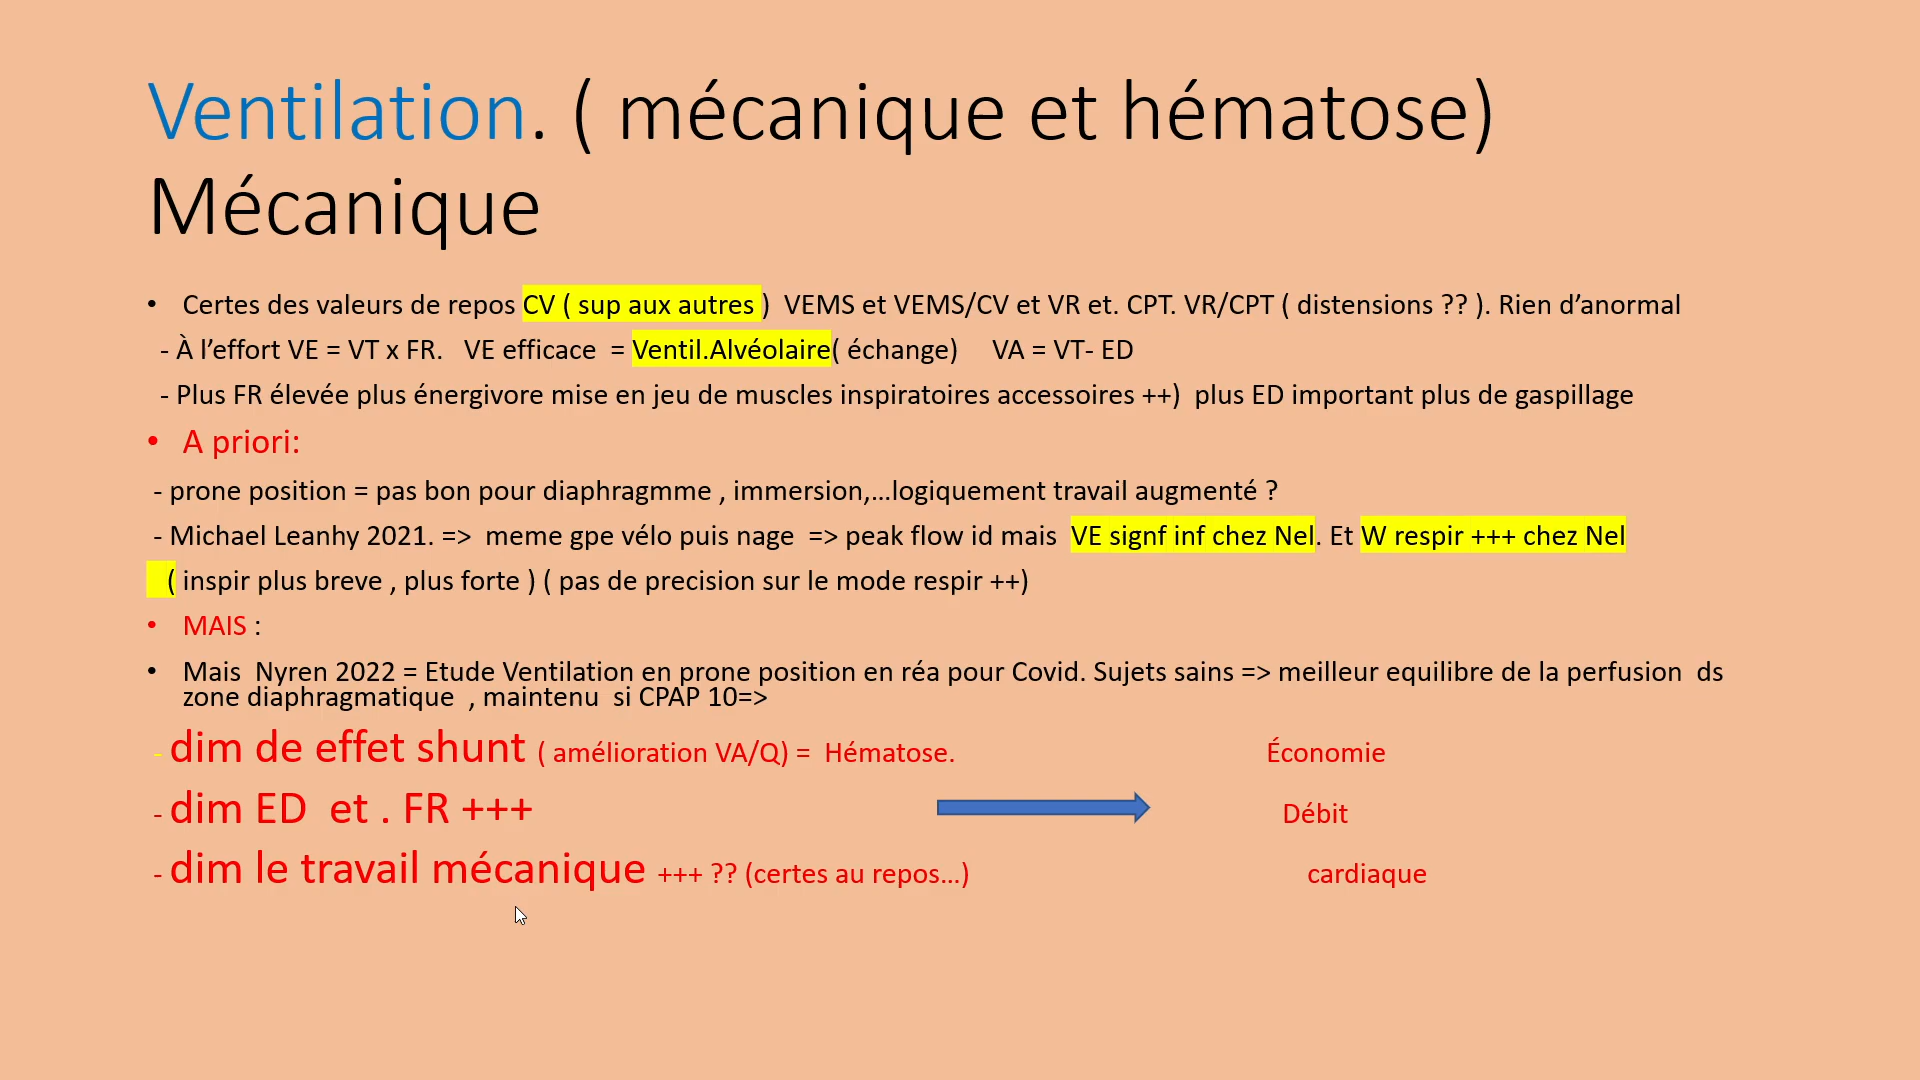 Ventilation. ( mécanique et hématose)
Mécanique
• Certes des valeurs de repos CV ( sup aux autres ) VEMS et VEMS/CV et VR et. CPT. VR/CPT ( distensions ?? ). Rien d’anormal
- À l’effort VE = VT x FR. VE efficace = Ventil.Alvéolaire( échange) VA = VT- ED
- Plus FR élevée plus énergivore mise en jeu de muscles inspiratoires accessoires ++) plus ED important plus de gaspillage
• A priori:
- prone position = pas bon pour diaphragmme , immersion,...logiquement travail augmenté ?
- Michael Leanhy 2021. => meme gpe vélo puis nage => peak flow id mais VE signf inf chez Nel. Et W respir +++ chez Nel
( inspir plus breve , plus forte ) ( pas de precision sur le mode respir ++)
• MAIS :
• Mais Nyren 2022 = Etude Ventilation en prone position en réa pour Covid. Sujets sains => meilleur equilibre de la perfusion ds
zone diaphragmatique , maintenu si CPAP 10=>
- dim de effet shunt ( amélioration VA/Q) = Hématose. Économie
- dim ED et . FR +++ Débit
- dim le travail mécanique +++ ?? (certes au repos...) cardiaque